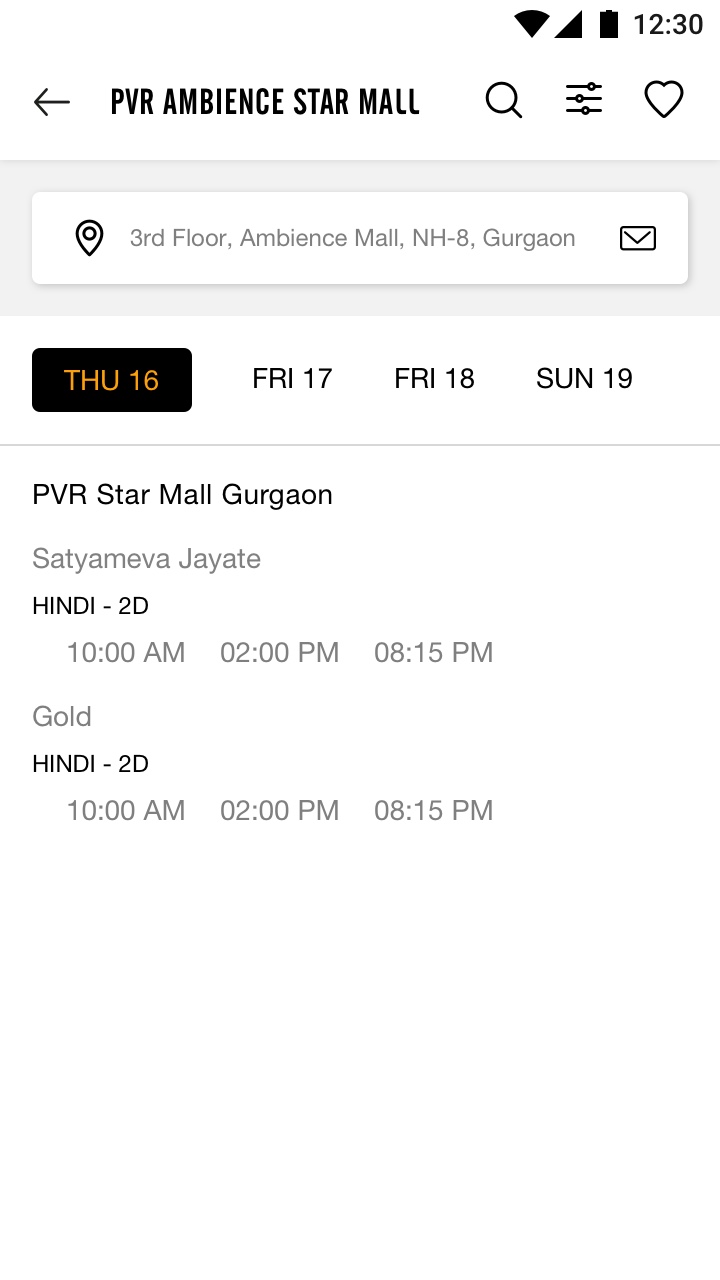 12:30
PVR AMBIENCE STAR MALL
3rd Floor, Ambience Mall, NH-8, Gurgaon
THU 16 FRI 17 FRI 18 SUN 19
PVR Star Mall Gurgaon
Satyameva Jayate
HINDI - 2D
10:00 AM 02:00 PM 08:15 PM
Gold
HINDI - 2D
10:00 AM 02:00 PM 08:15 PM